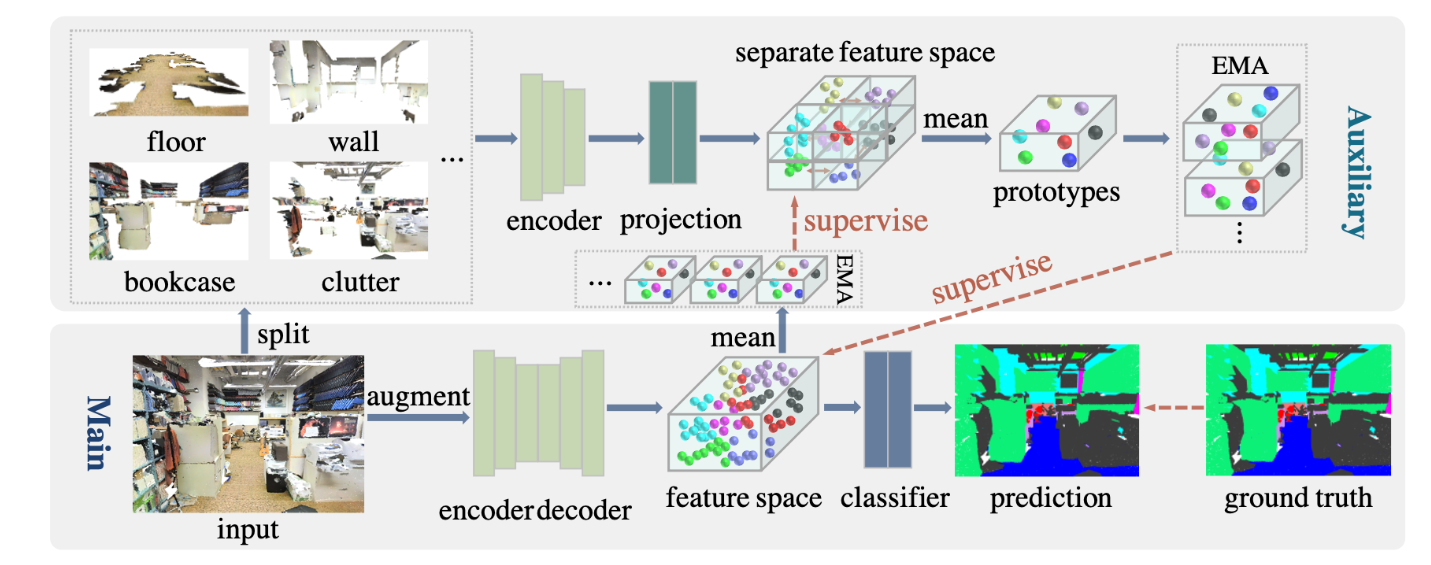 separate feature space
EMA
floor
wall
...
mean
encoder
projection
prototypes
supervise
bookcase
clutter
...
EMA
...
supervise
Auxiliary
split
mean
augment
Main
input
encoder decoder
feature space
classifier
prediction
ground truth